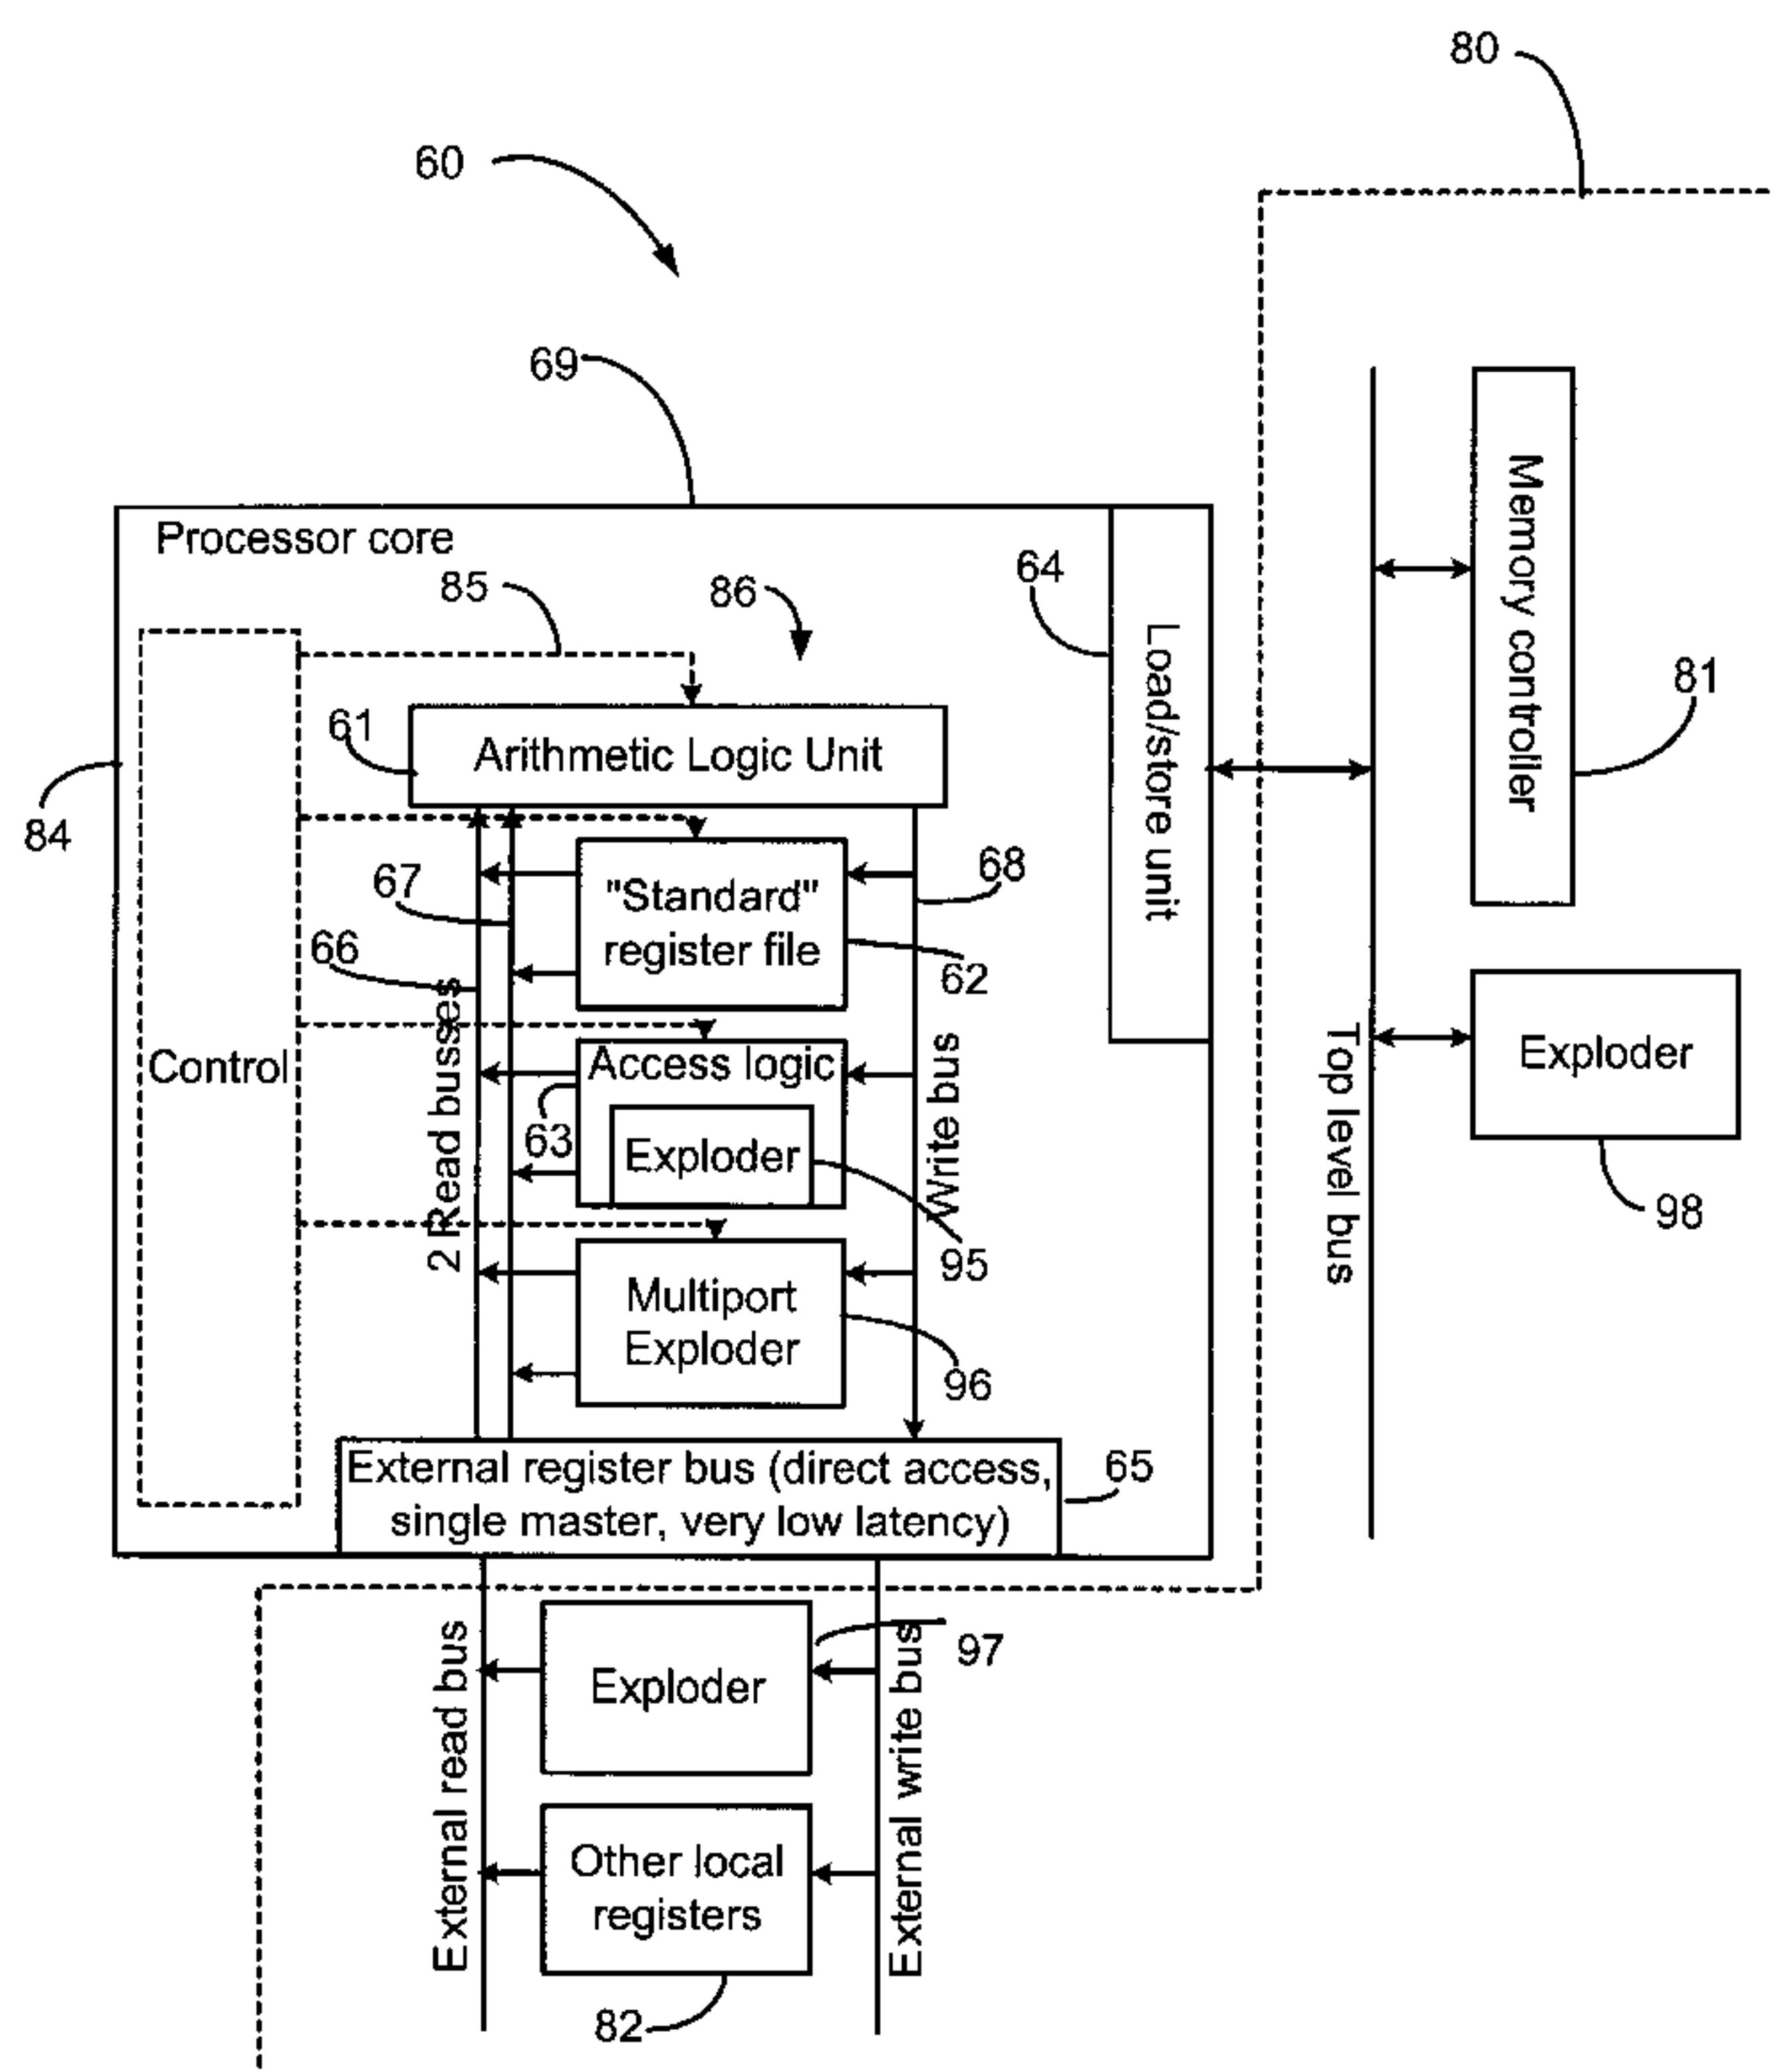 80
60
69
Processor core
85
86
64
Load/store unit
Memory controller
81
61
Arithmetic Logic Unit
84
67
68
"Standard"
register file
66
62
2 Read busses
Control
Access logic
63
Exploder
Write bus
95
Top level bus
Exploder
98
Multiport
Exploder
96
External register bus (direct access,
single master, very low latency)
65
External read bus
Exploder
97
External write bus
Other local
registers
82